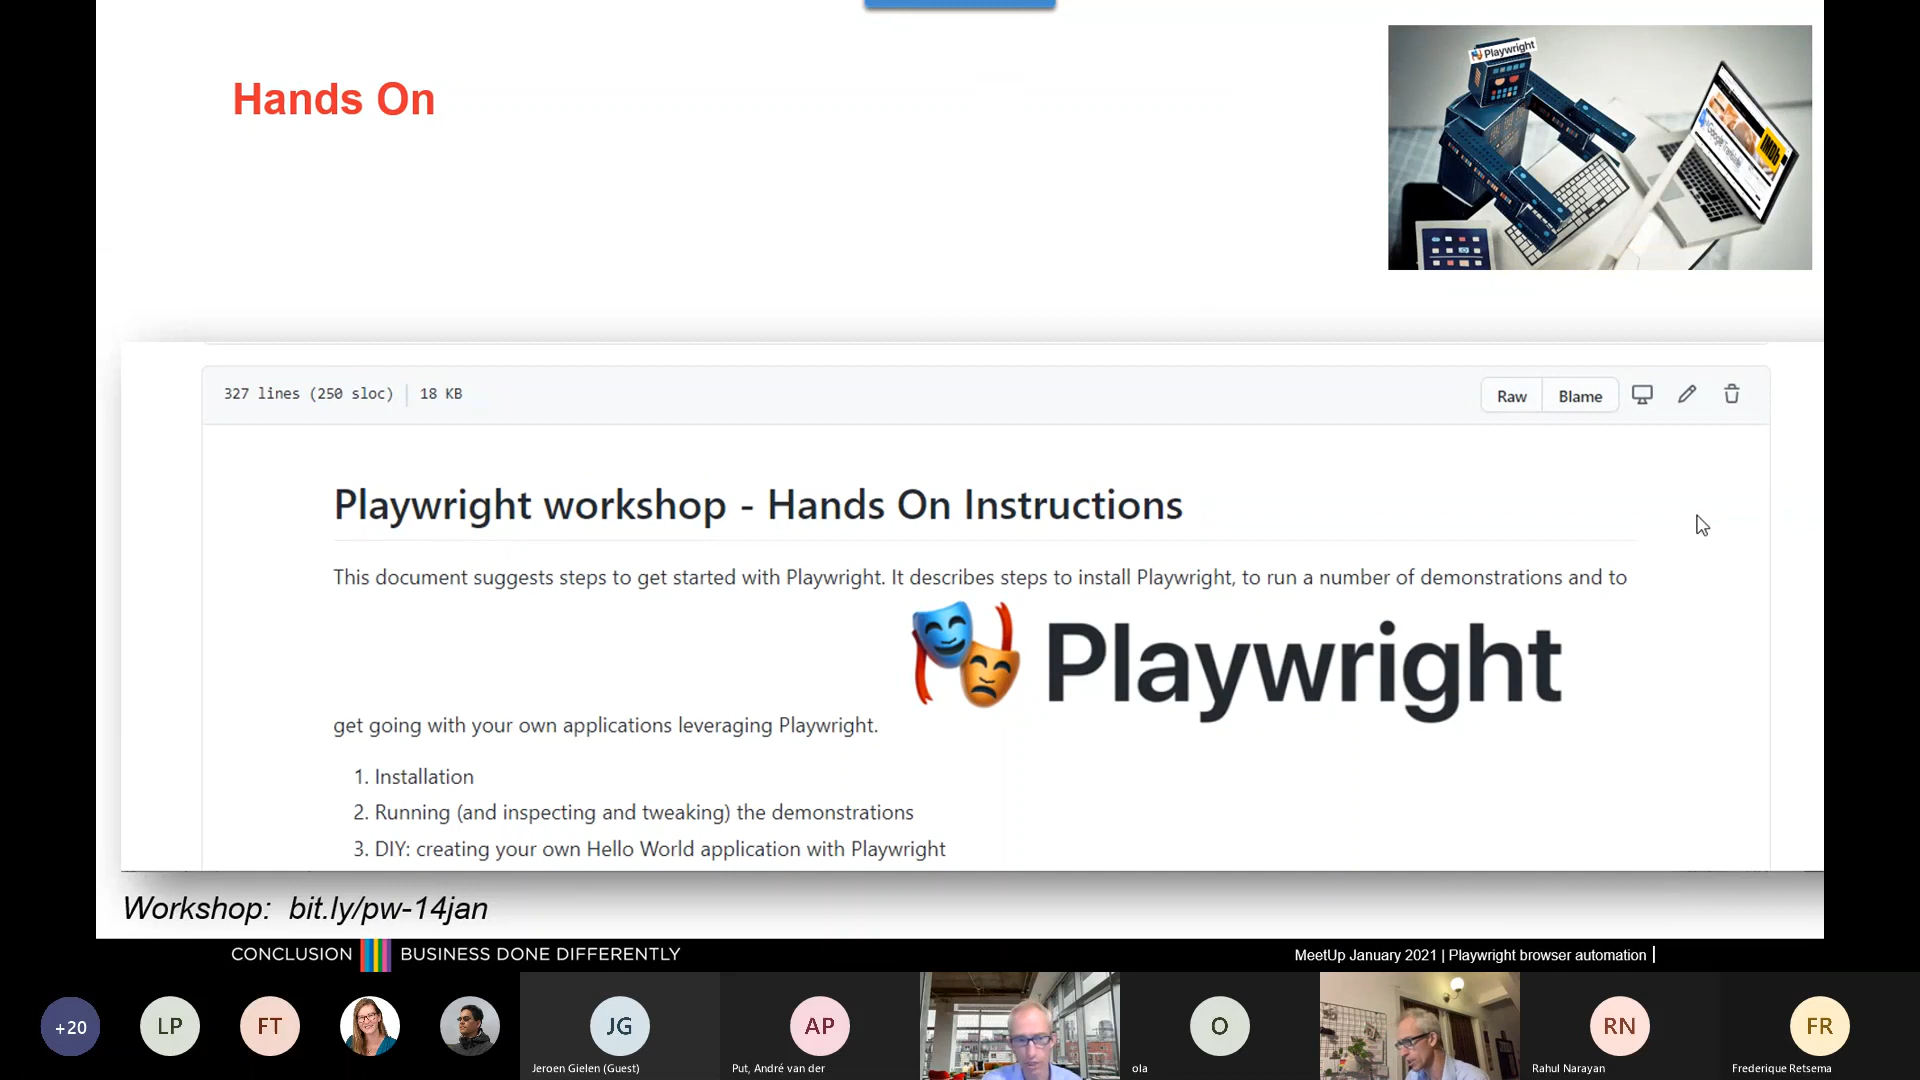 Hands On
Playwright
Google Translate
IMDb
327 lines (250 sloc)
18 KB
Raw
Blame
Playwright workshop - Hands On Instructions
This document suggests steps to get started with Playwright. It describes steps to install Playwright, to run a number of demonstrations and to
Playwright
get going with your own applications leveraging Playwright.
1. Installation
2. Running (and inspecting and tweaking) the demonstrations
3. DIY: creating your own Hello World application with Playwright
Workshop: bit.ly/pw-14jan
CONCLUSION BUSINESS DONE DIFFERENTLY
MeetUp January 2021 | Playwright browser automation |
+20
LP
FT
JG
AP
O
RN
FR
Jeroen Gielen (Guest)
Put, André van der
ola
Rahul Narayan
Frederique Retsema